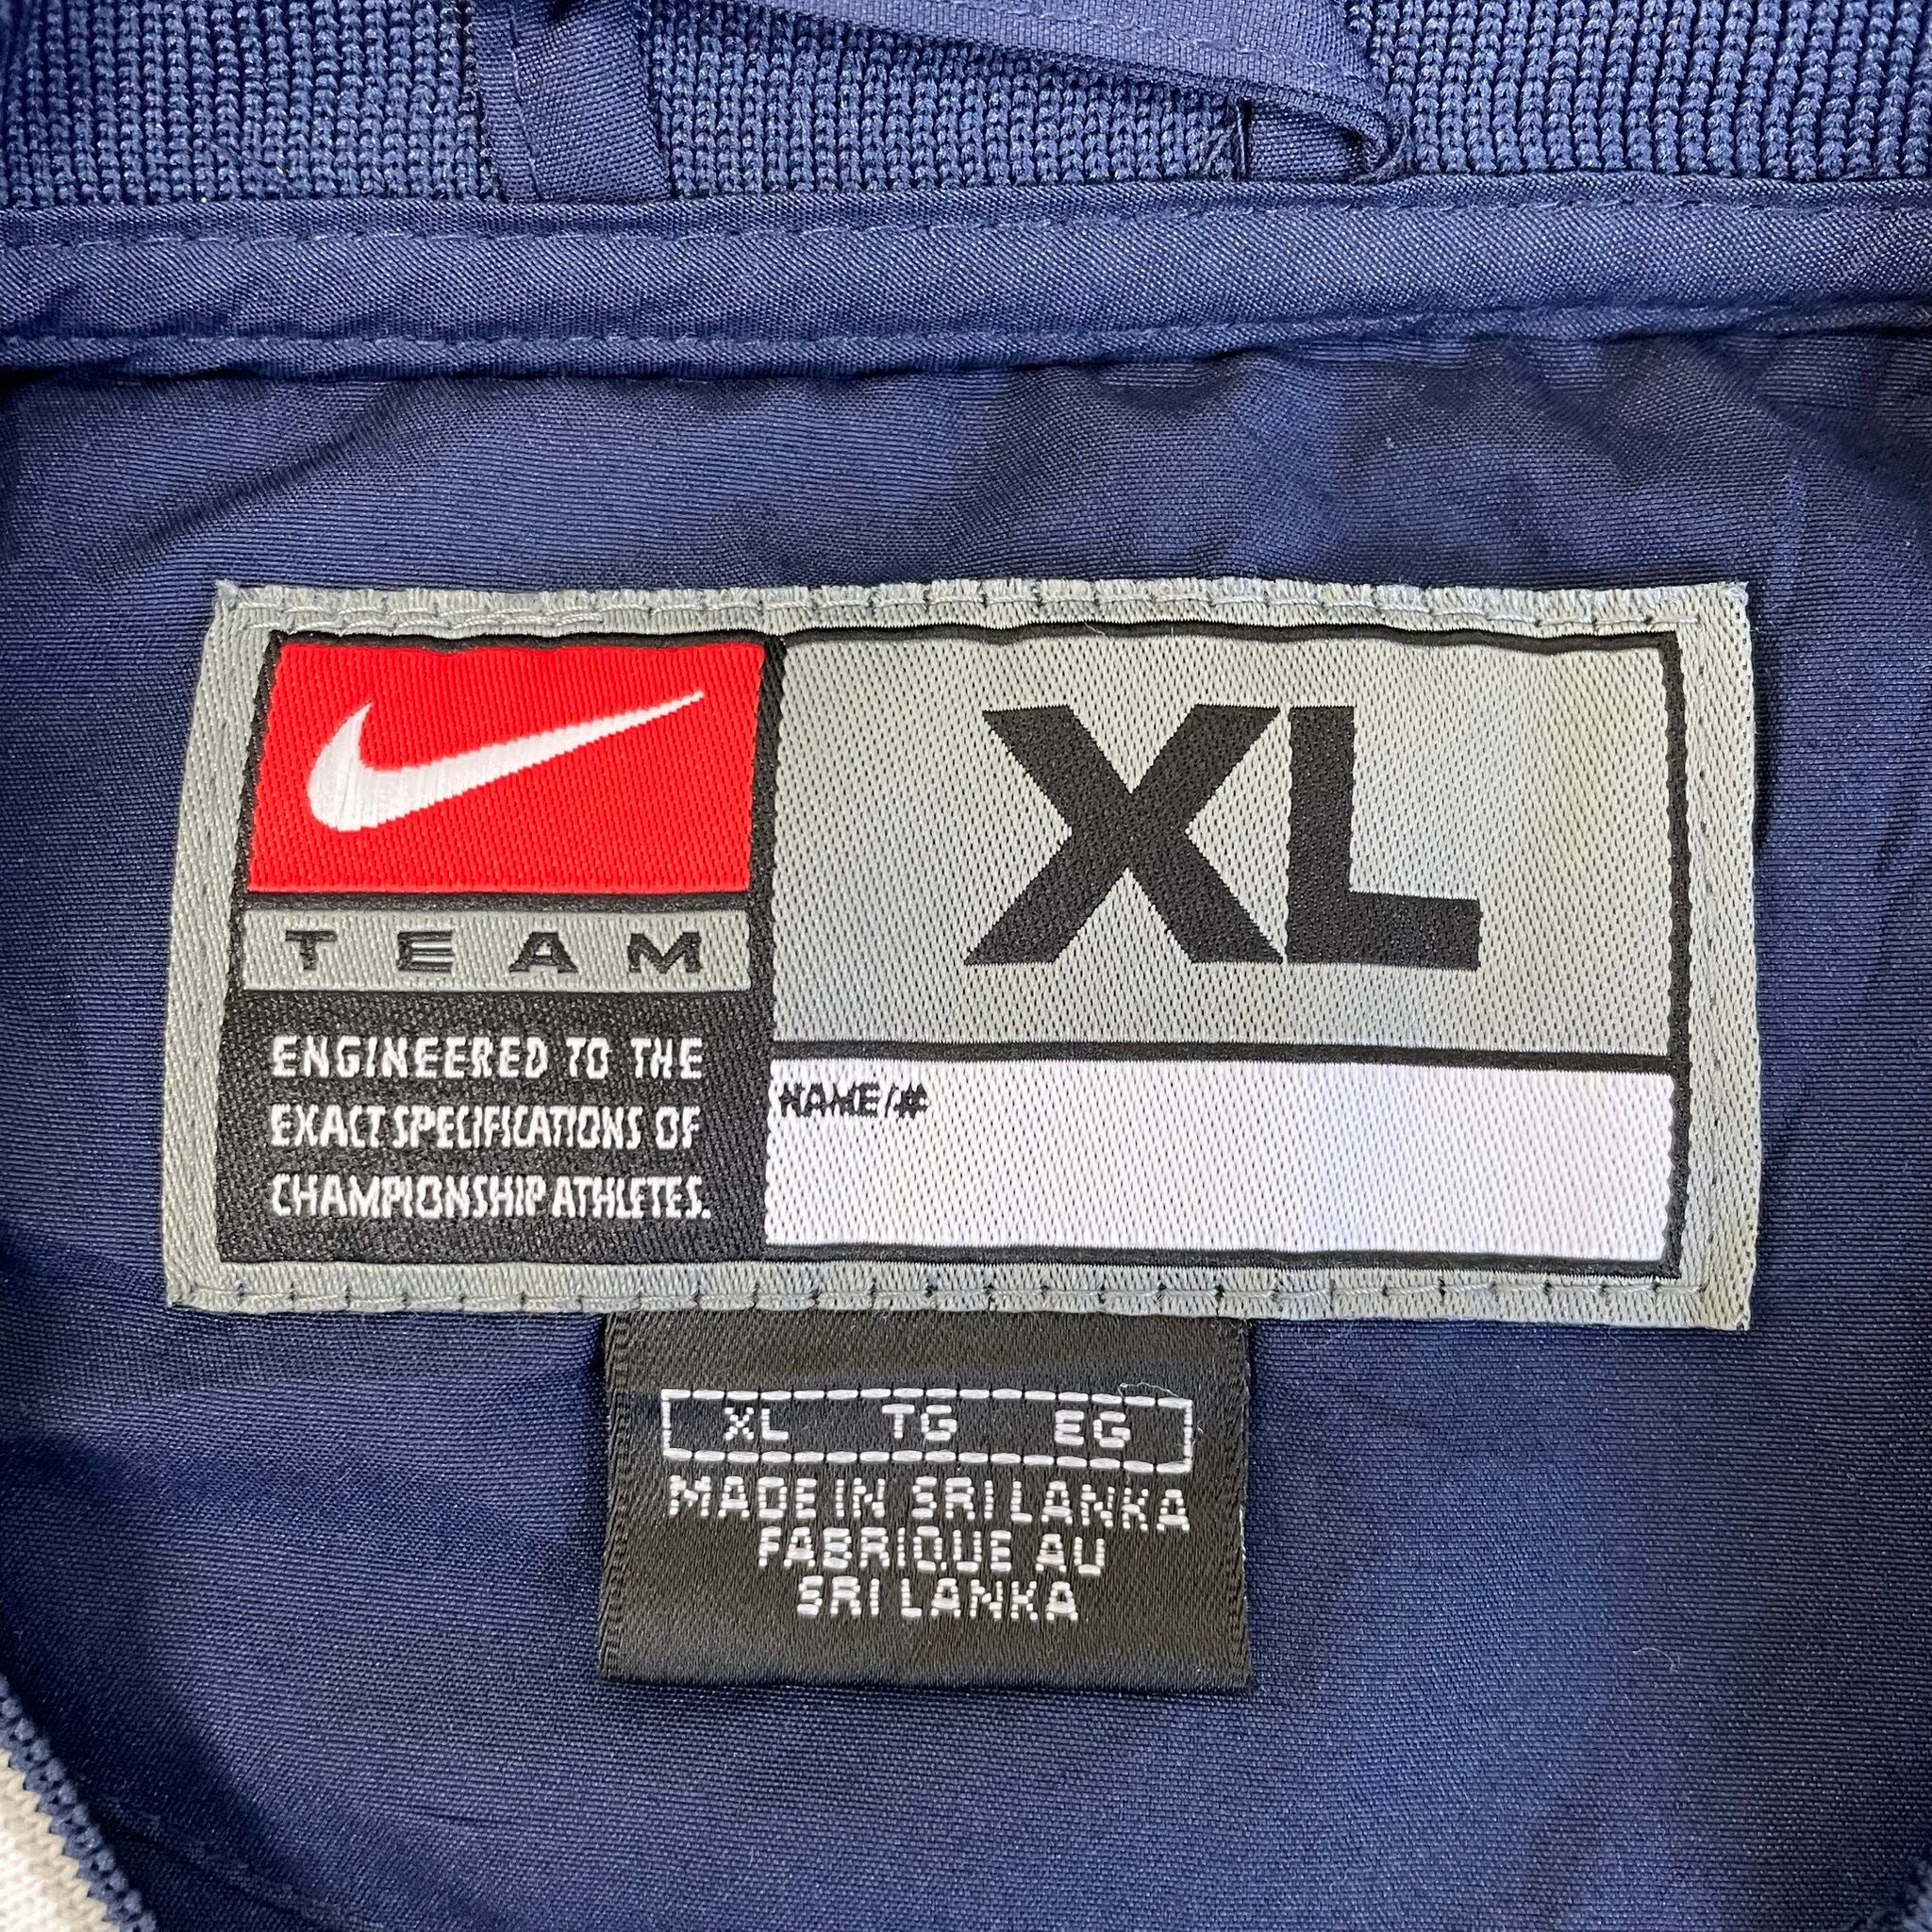 TEAM
XL
ENGINEERED TO THE
EXACT SPECIFICATIONS OF
CHAMPIONSHIP ATHLETES.
NAME/#
XL TG EG
MADE IN SRI LANKA
FABRIQUE AU
SRI LANKA